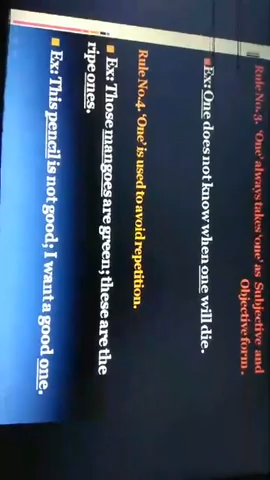 Rule No.3. 'One' always takes 'one' as Subjective and
Objective form.
Ex: One does not know when one will die.
Rule No.4. 'One' is used to avoid repetition.
Ex: Those mangoes are green; these are the
ripe ones.
Ex: This pencil is not good; I want a good one.